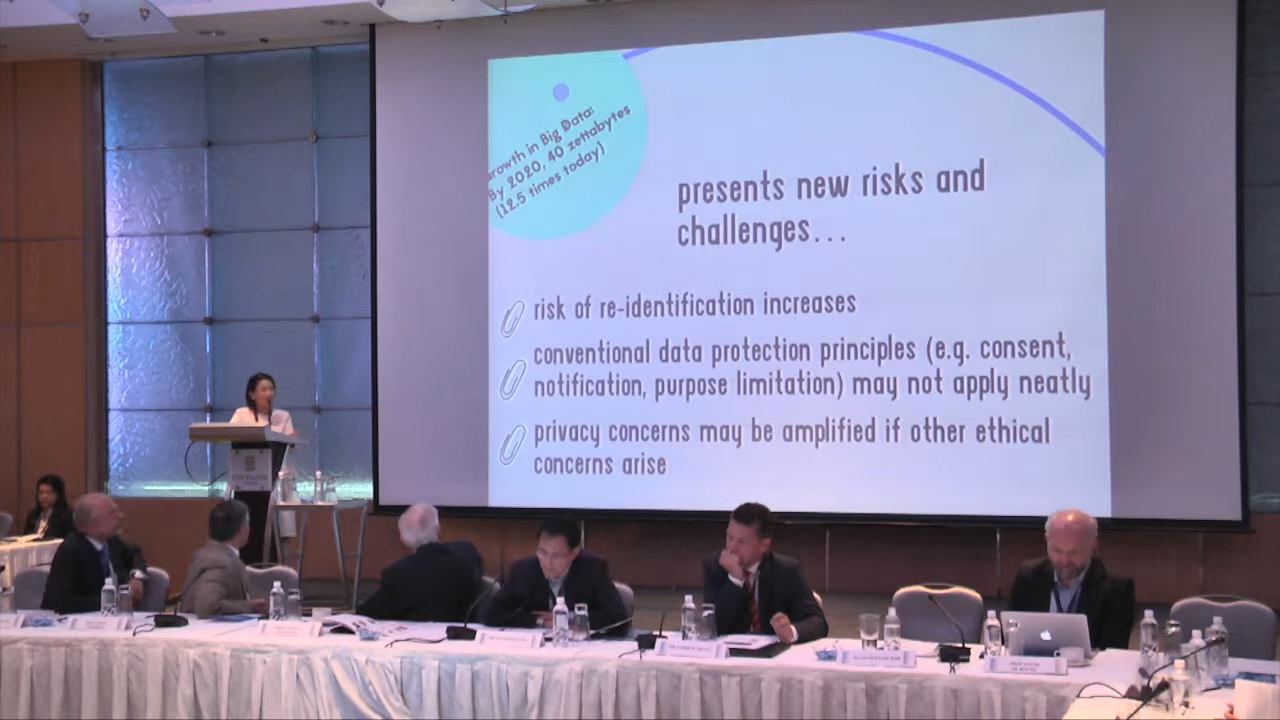 Growth in Big Data:
By 2020, 40 zettabytes
(12.5 times today)
presents new risks and
challenges...
risk of re-identification increases
conventional data protection principles (e.g. consent,
notification, purpose limitation) may not apply neatly
privacy concerns may be amplified if other ethical
concerns arise